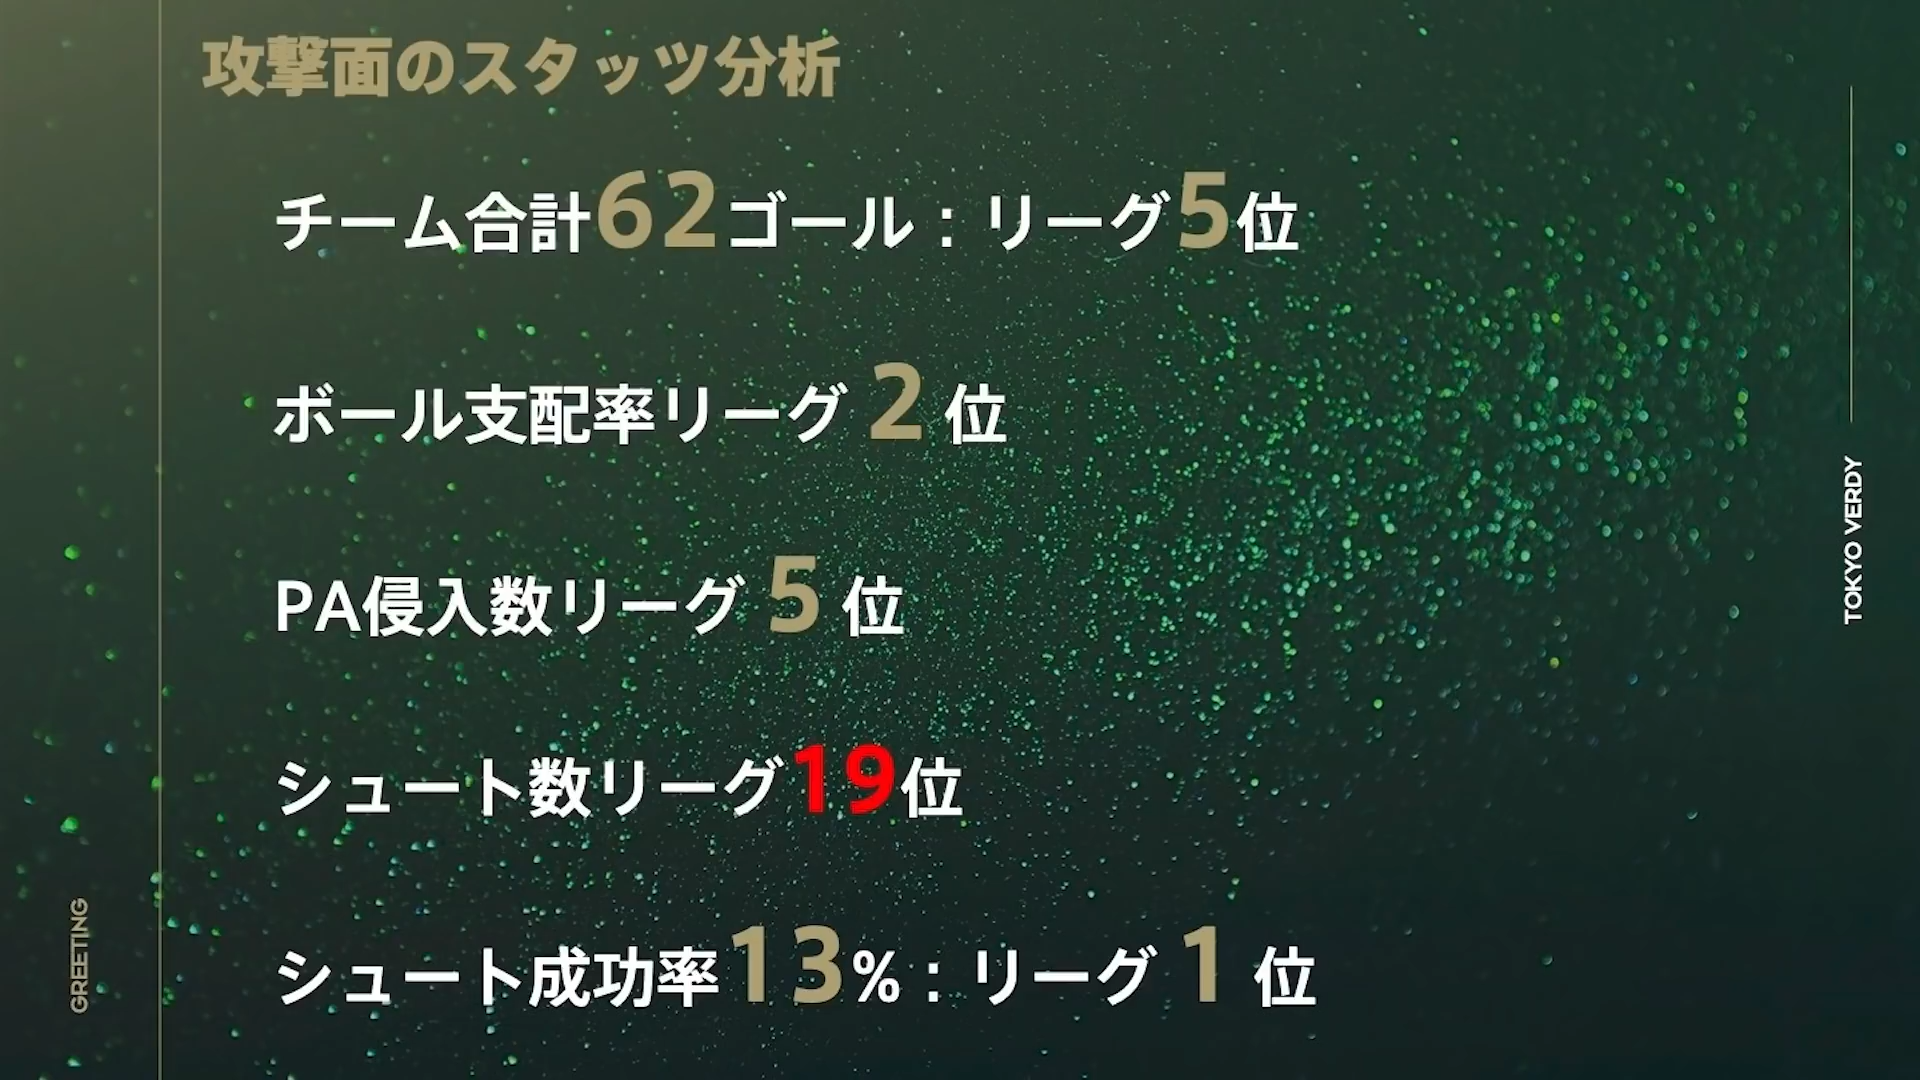 攻撃面のスタッツ分析
チーム合計62ゴール：リーグ5位
ボール支配率リーグ 2 位
PA侵入数リーグ 5 位
シュート数リーグ19位
シュート成功率13%：リーグ 1 位
GREETING
TOKYO VERDY